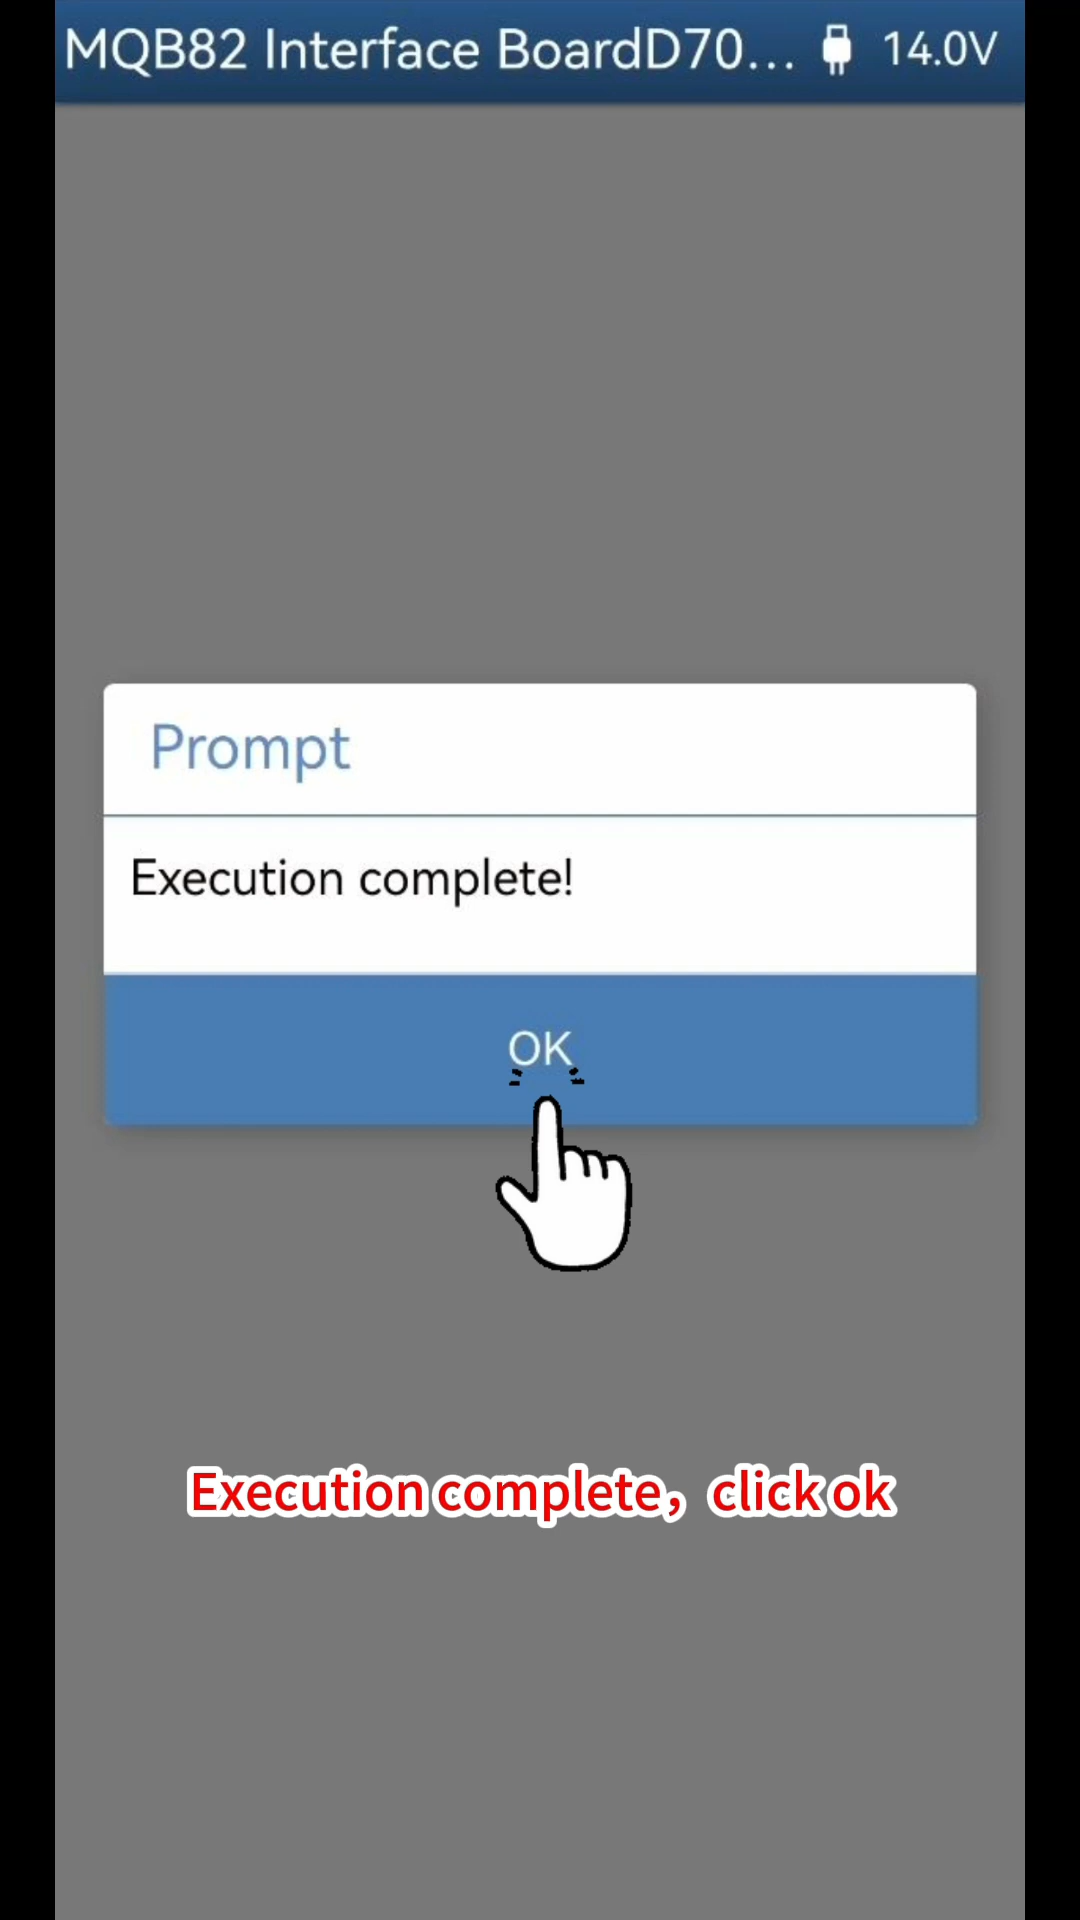 MQB82 Interface BoardD70...
14.0V
Prompt
Execution complete!
OK
Execution complete，click ok